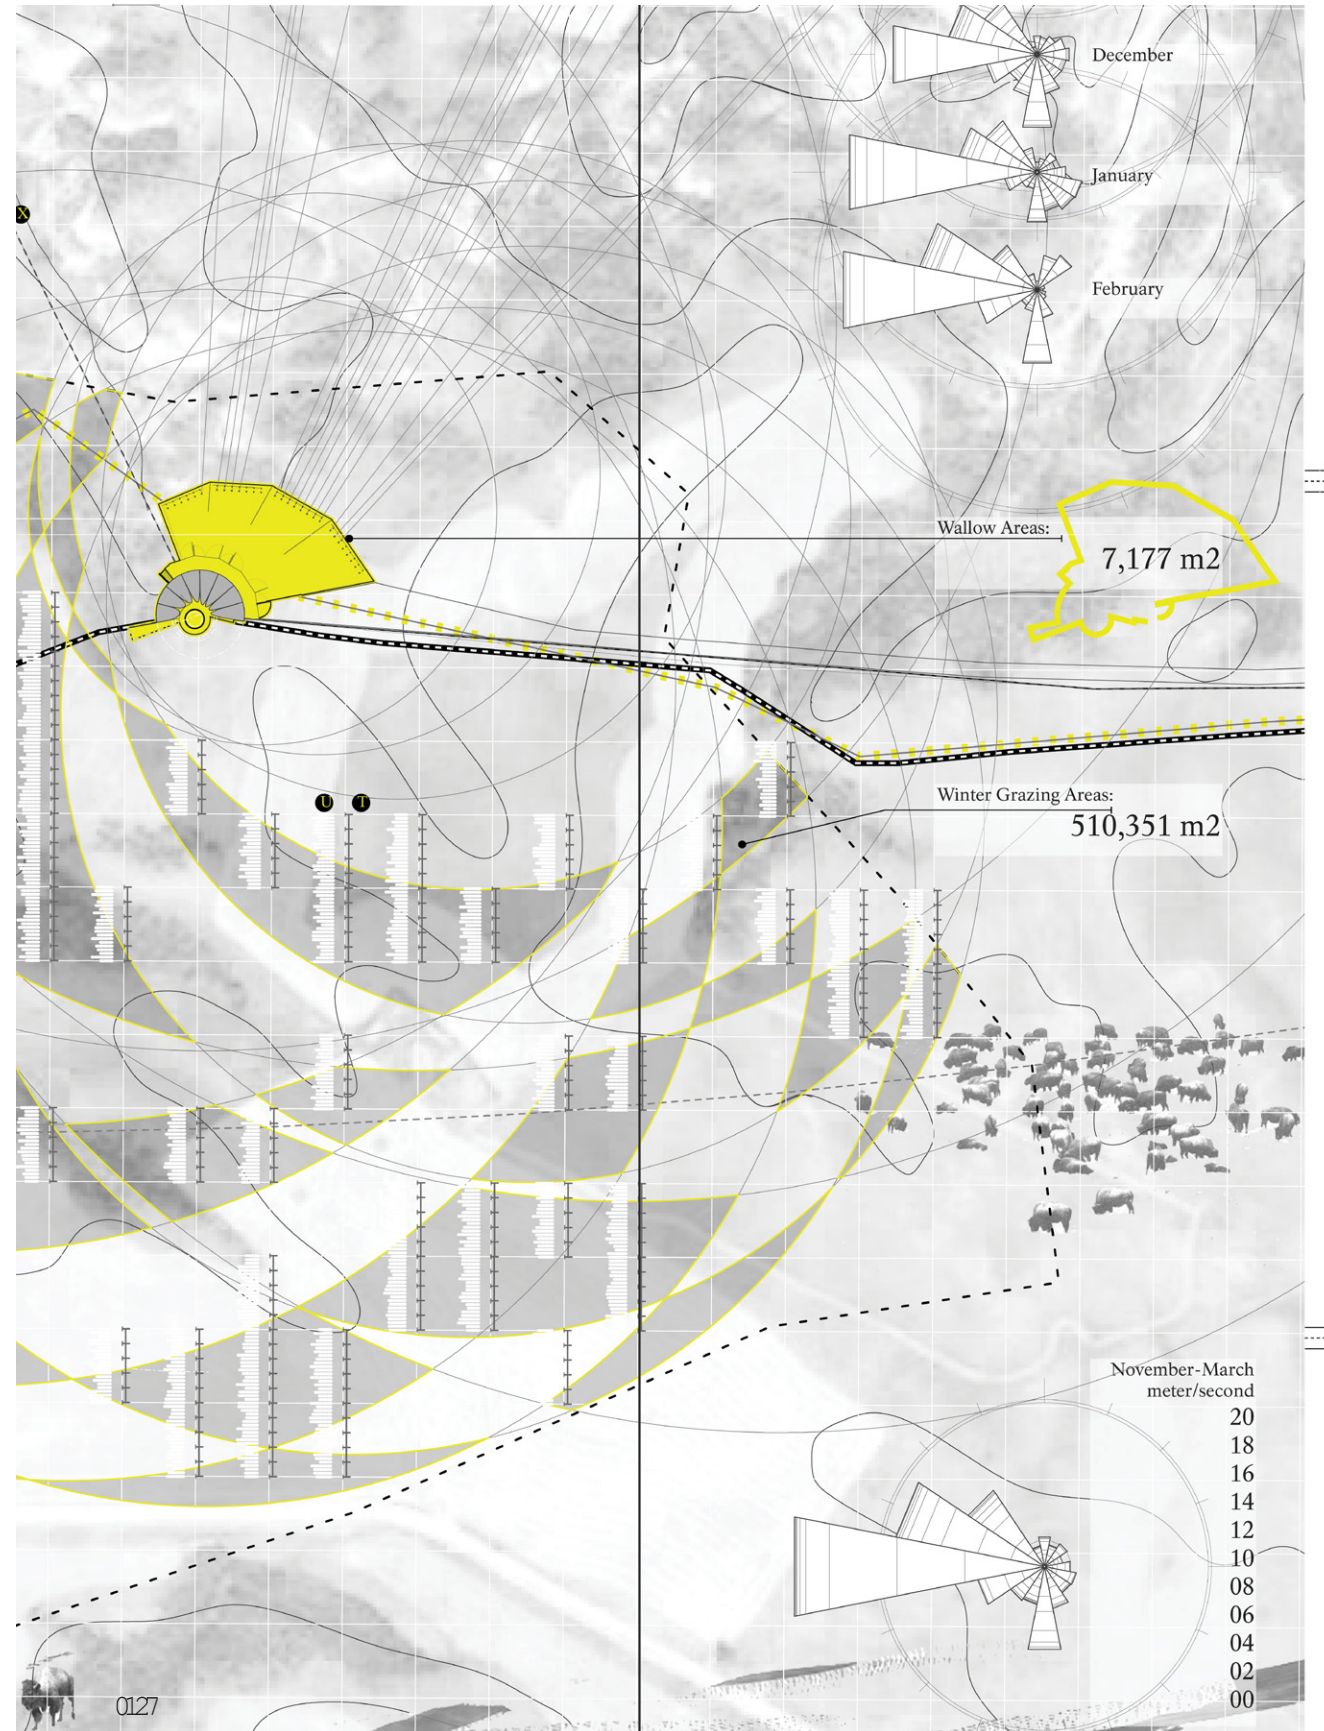 December
January
X
February
Wallow Areas:
7,177 m2
U T
Winter Grazing Areas:
510,351 m2
November-March
meter/second
20
18
16
14
12
10
08
06
04
02
00
0127